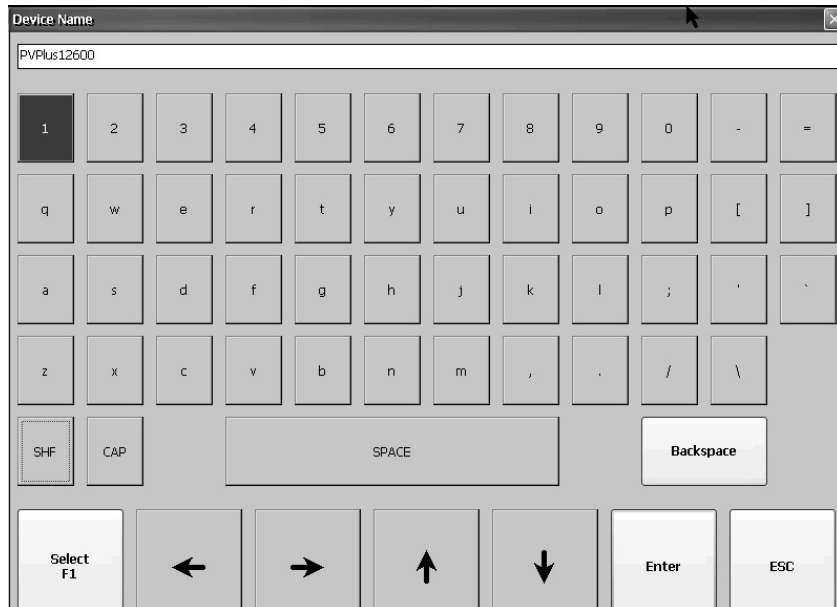 Device Name
PVPlus12600
1 2 3 4 5 6 7 8 9 0 - =
q w e r t y u i o p [ ]
a s d f g h j k l ; ' `
z x c v b n m , . / \
SHF CAP SPACE Backspace
Select
F1
Enter
ESC